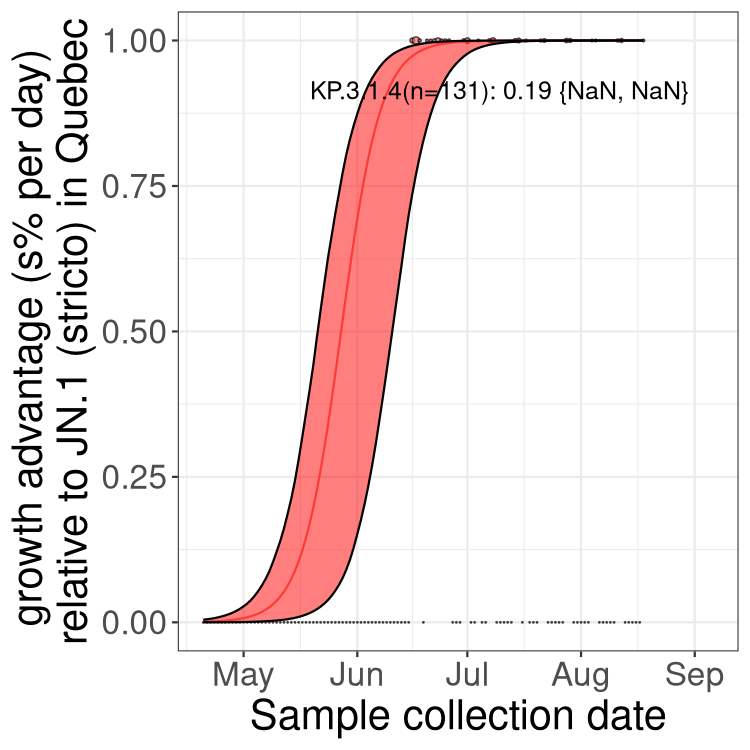 growth advantage (s% per day)
relative to JN.1 (stricto) in Quebec
1.00
0.75
0.50
0.25
0.00
KP.3.1.4(n=131): 0.19 {NaN, NaN}
May
Jun
Jul
Aug
Sep
Sample collection date